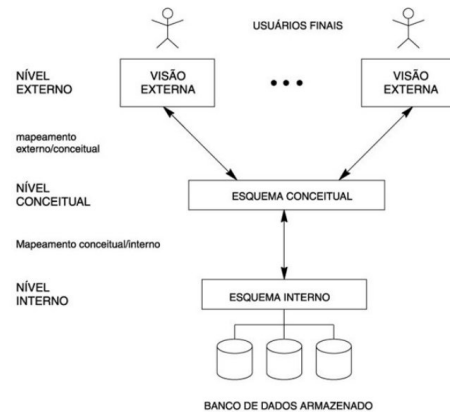 USUÁRIOS FINAIS
NÍVEL
EXTERNO
VISÃO
EXTERNA
VISÃO
EXTERNA
mapeamento
externo/conceitual
NÍVEL
CONCEITUAL
ESQUEMA CONCEITUAL
Mapeamento conceitual/interno
NÍVEL
INTERNO
ESQUEMA INTERNO
BANCO DE DADOS ARMAZENADO